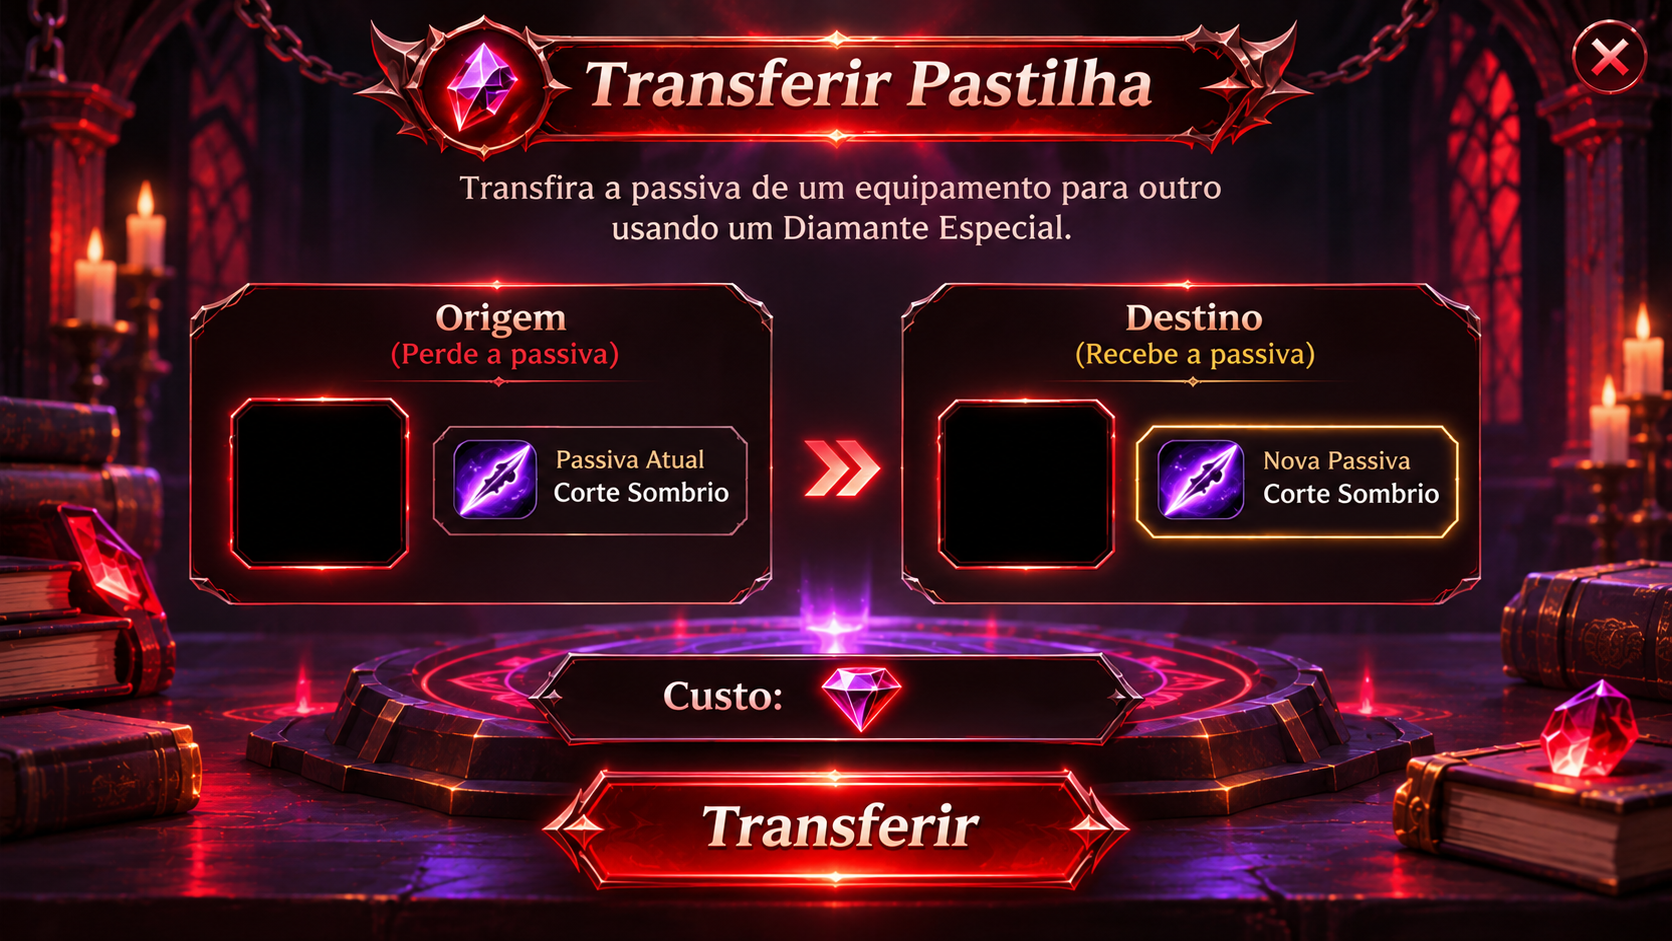 Transferir Pastilha
Transfira a passiva de um equipamento para outro
usando um Diamante Especial.
Origem
(Perde a passiva)
Passiva Atual
Corte Sombrio
Destino
(Recebe a passiva)
Nova Passiva
Corte Sombrio
Custo:
Transferir